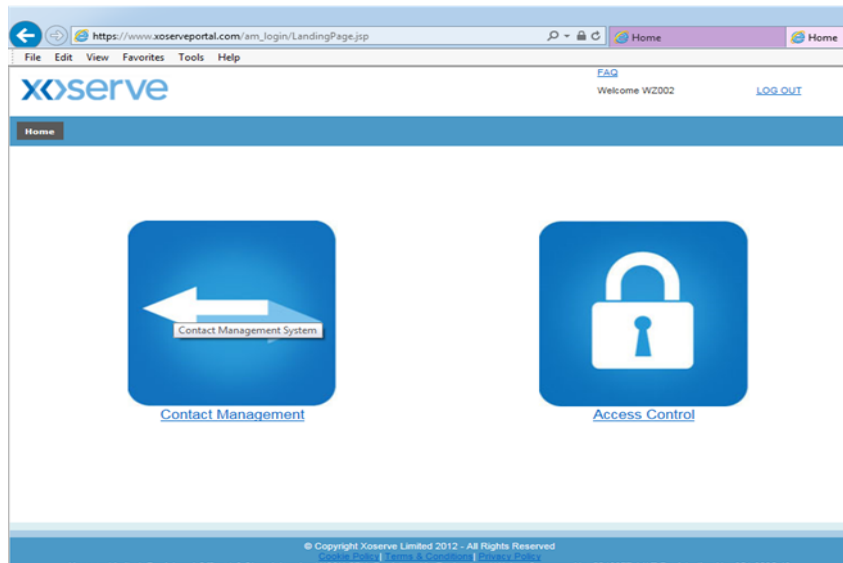 https://www.xoserveportal.com/am_login/LandingPage.jsp
Home
Home
File Edit View Favorites Tools Help
xoserve
FAQ
Welcome WZ002
LOG OUT
Home
Contact Management System
Contact Management
Access Control
© Copyright Xoserve Limited 2012 - All Rights Reserved
Cookie Policy| Terms & Conditions| Privacy Policy